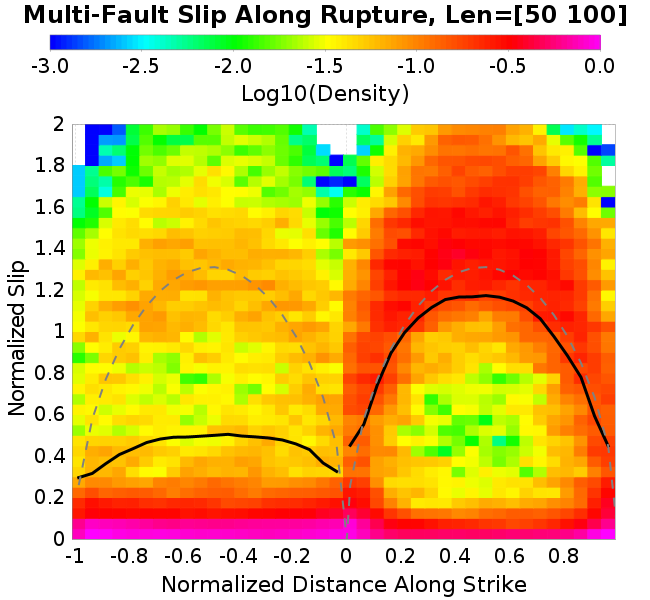 Multi-Fault Slip Along Rupture, Len=[50 100]
-3.0 -2.5 -2.0 -1.5 -1.0 -0.5 0.0
Log10(Density)
2
1.8
1.6
1.4
1.2
1
0.8
0.6
0.4
0.2
0
Normalized Slip
-1 -0.8 -0.6 -0.4 -0.2 0 0.2 0.4 0.6 0.8
Normalized Distance Along Strike